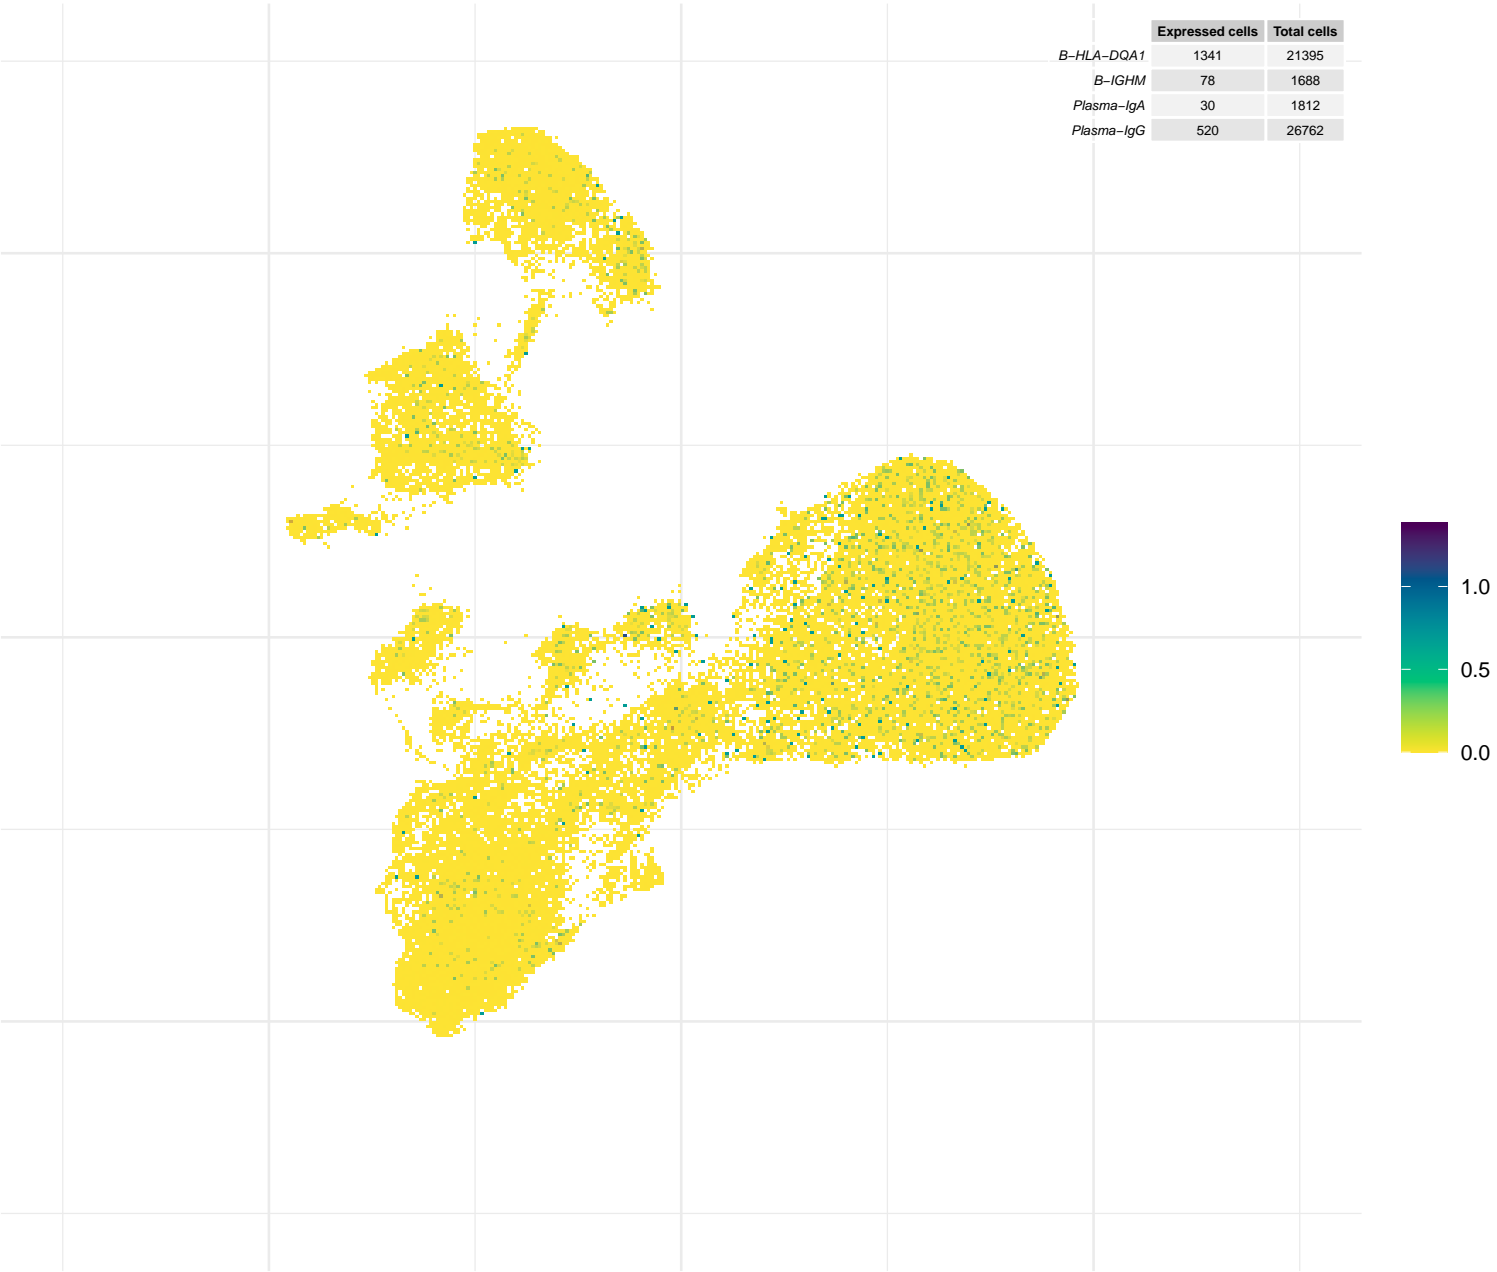 Expressed cells Total cells
B−HLA−DQA1 1341 21395
B−IGHM 78 1688
Plasma−IgA 30 1812
Plasma−IgG 520 26762
1.0
0.5
0.0